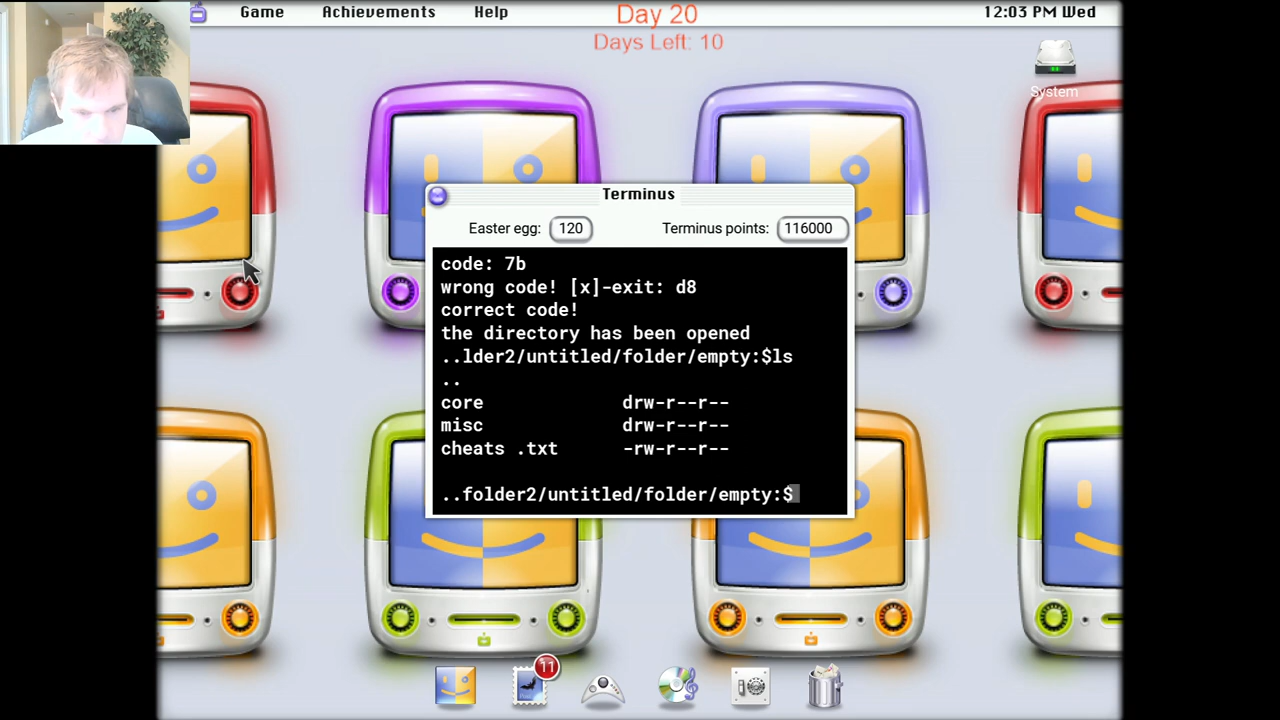 Game Achievements Help Day 20 12:03 PM Wed
Days Left: 10
System
Terminus
Easter egg: 120 Terminus points: 116000
code: 7b
wrong code! [x]-exit: d8
correct code!
the directory has been opened
..lder2/untitled/folder/empty:$ls
..
core drw-r--r--
misc drw-r--r--
cheats .txt -rw-r--r--
..folder2/untitled/folder/empty:$
11